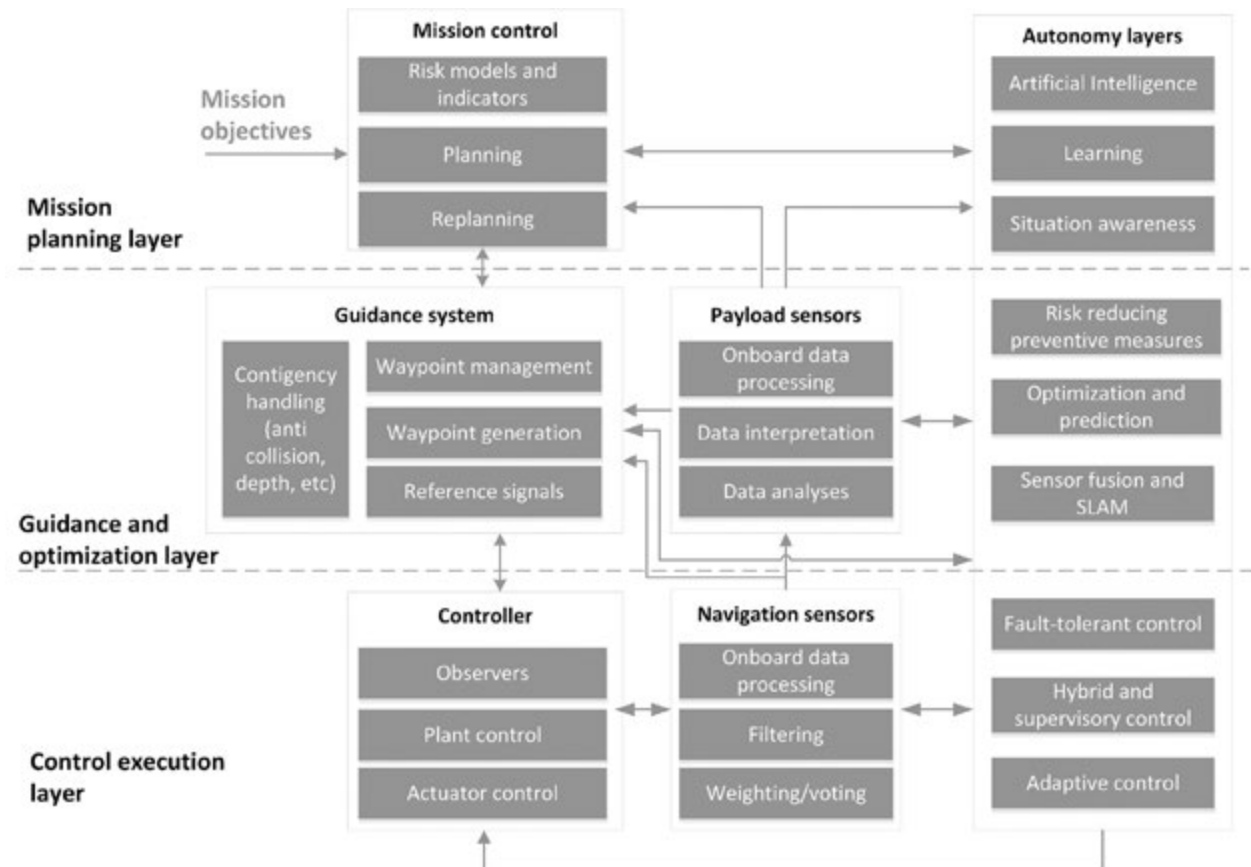 Mission control
Risk models and
indicators
Planning
Replanning
Mission
objectives
Mission
planning layer
Autonomy layers
Artificial Intelligence
Learning
Situation awareness
Guidance system
Contigency
handling
(anti
collision,
depth, etc)
Waypoint management
Waypoint generation
Reference signals
Payload sensors
Onboard data
processing
Data interpretation
Data analyses
Risk reducing
preventive measures
Optimization and
prediction
Sensor fusion and
SLAM
Guidance and
optimization layer
Controller
Observers
Plant control
Actuator control
Navigation sensors
Onboard data
processing
Filtering
Weighting/voting
Fault-tolerant control
Hybrid and
supervisory control
Adaptive control
Control execution
layer